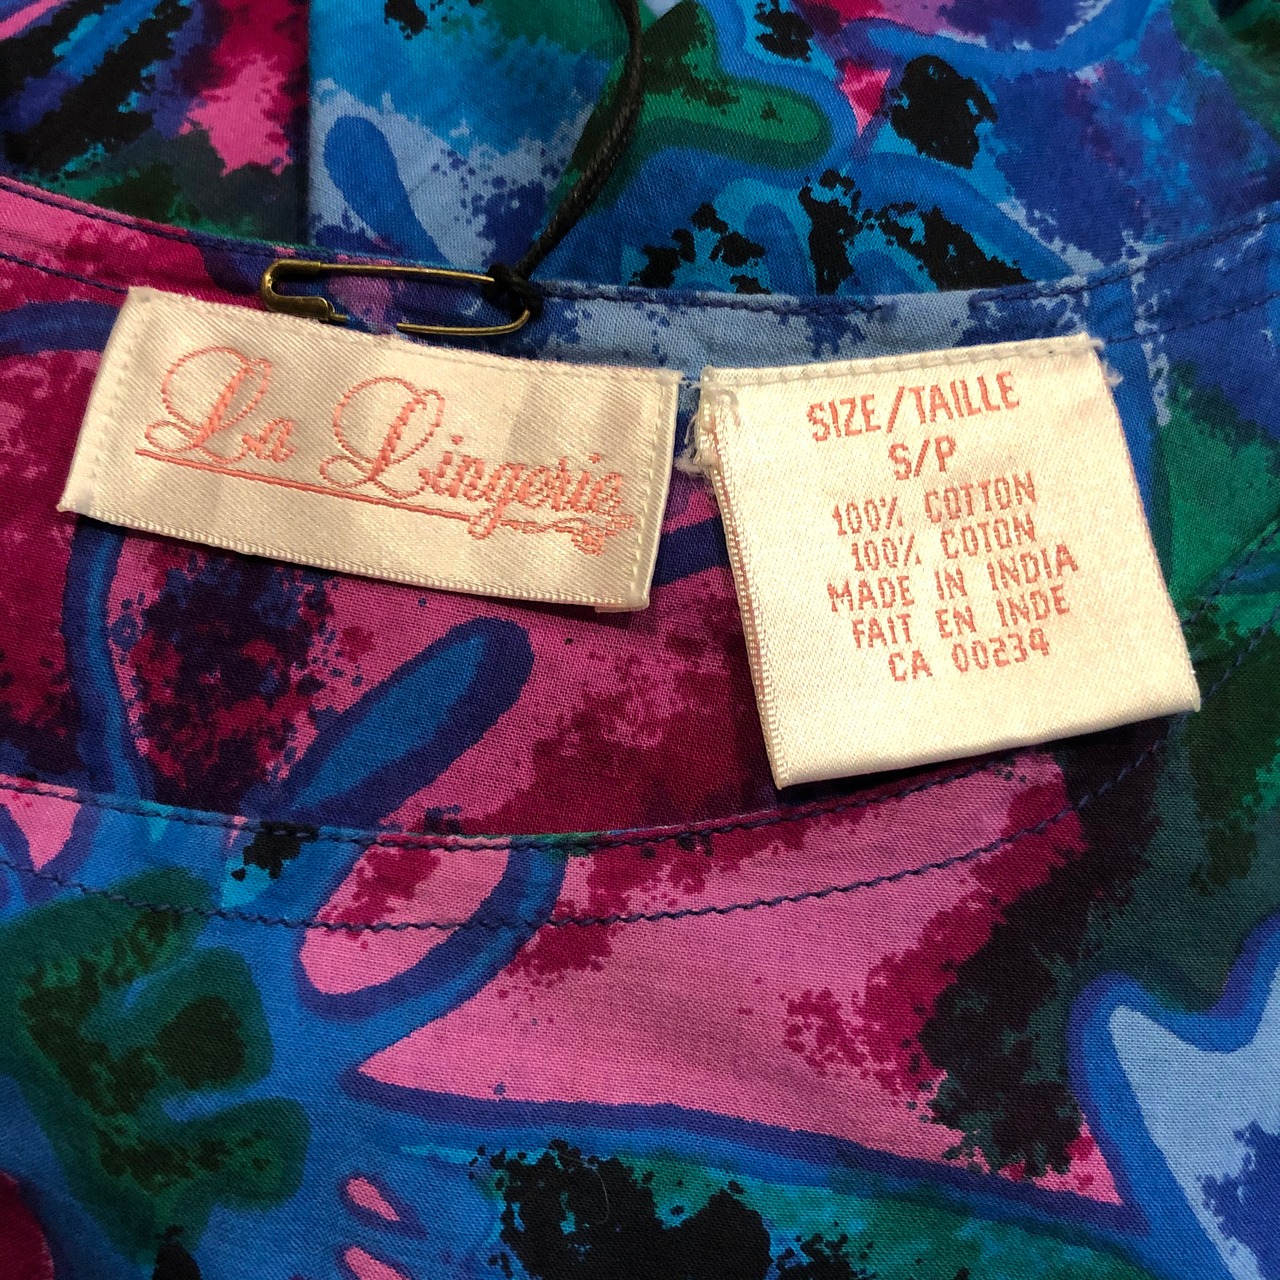 La Lingerie
SIZE/TAILLE
S/P
100% COTTON
100% COTON
MADE IN INDIA
FAIT EN INDE
CA 00234